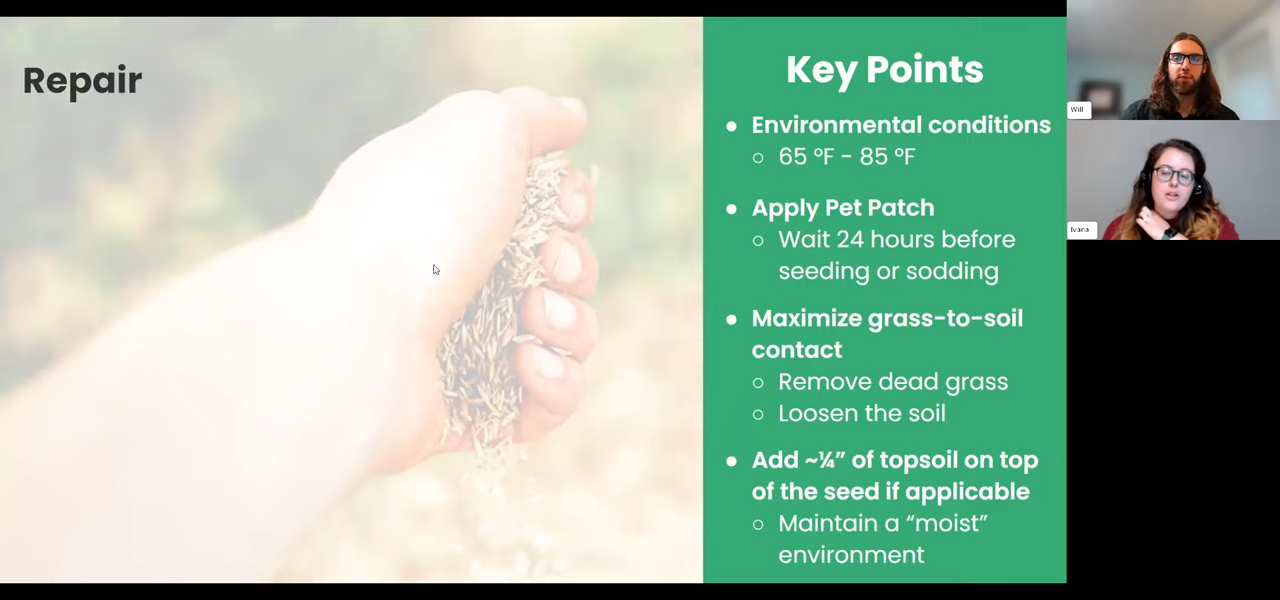 Repair
Key Points
● Environmental conditions
○ 65 ºF - 85 ºF
● Apply Pet Patch
○ Wait 24 hours before
seeding or sodding
● Maximize grass-to-soil
contact
○ Remove dead grass
○ Loosen the soil
● Add ~¼” of topsoil on top
of the seed if applicable
○ Maintain a “moist”
environment
Will
Ivana